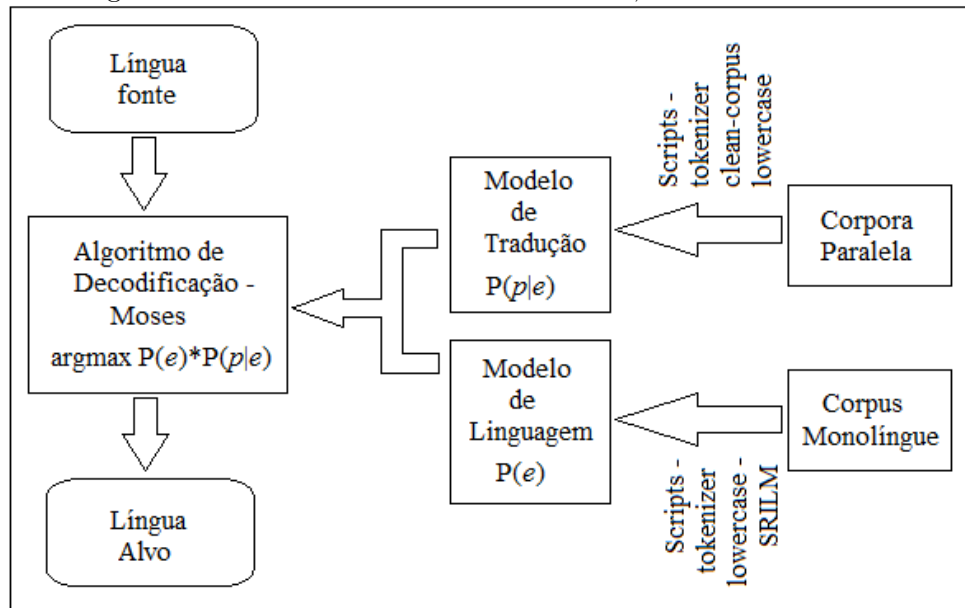 Língua
fonte
Algoritmo de
Decodificação -
Moses
argmax P(e)*P(p|e)
Língua
Alvo
Modelo
de
Tradução
P(p|e)
Modelo
de
Linguagem
P(e)
Scripts -
tokenizer
clean-corpus
lowercase
Corpora
Paralela
Scripts -
tokenizer
lowercase -
SRILM
Corpus
Monolíngue